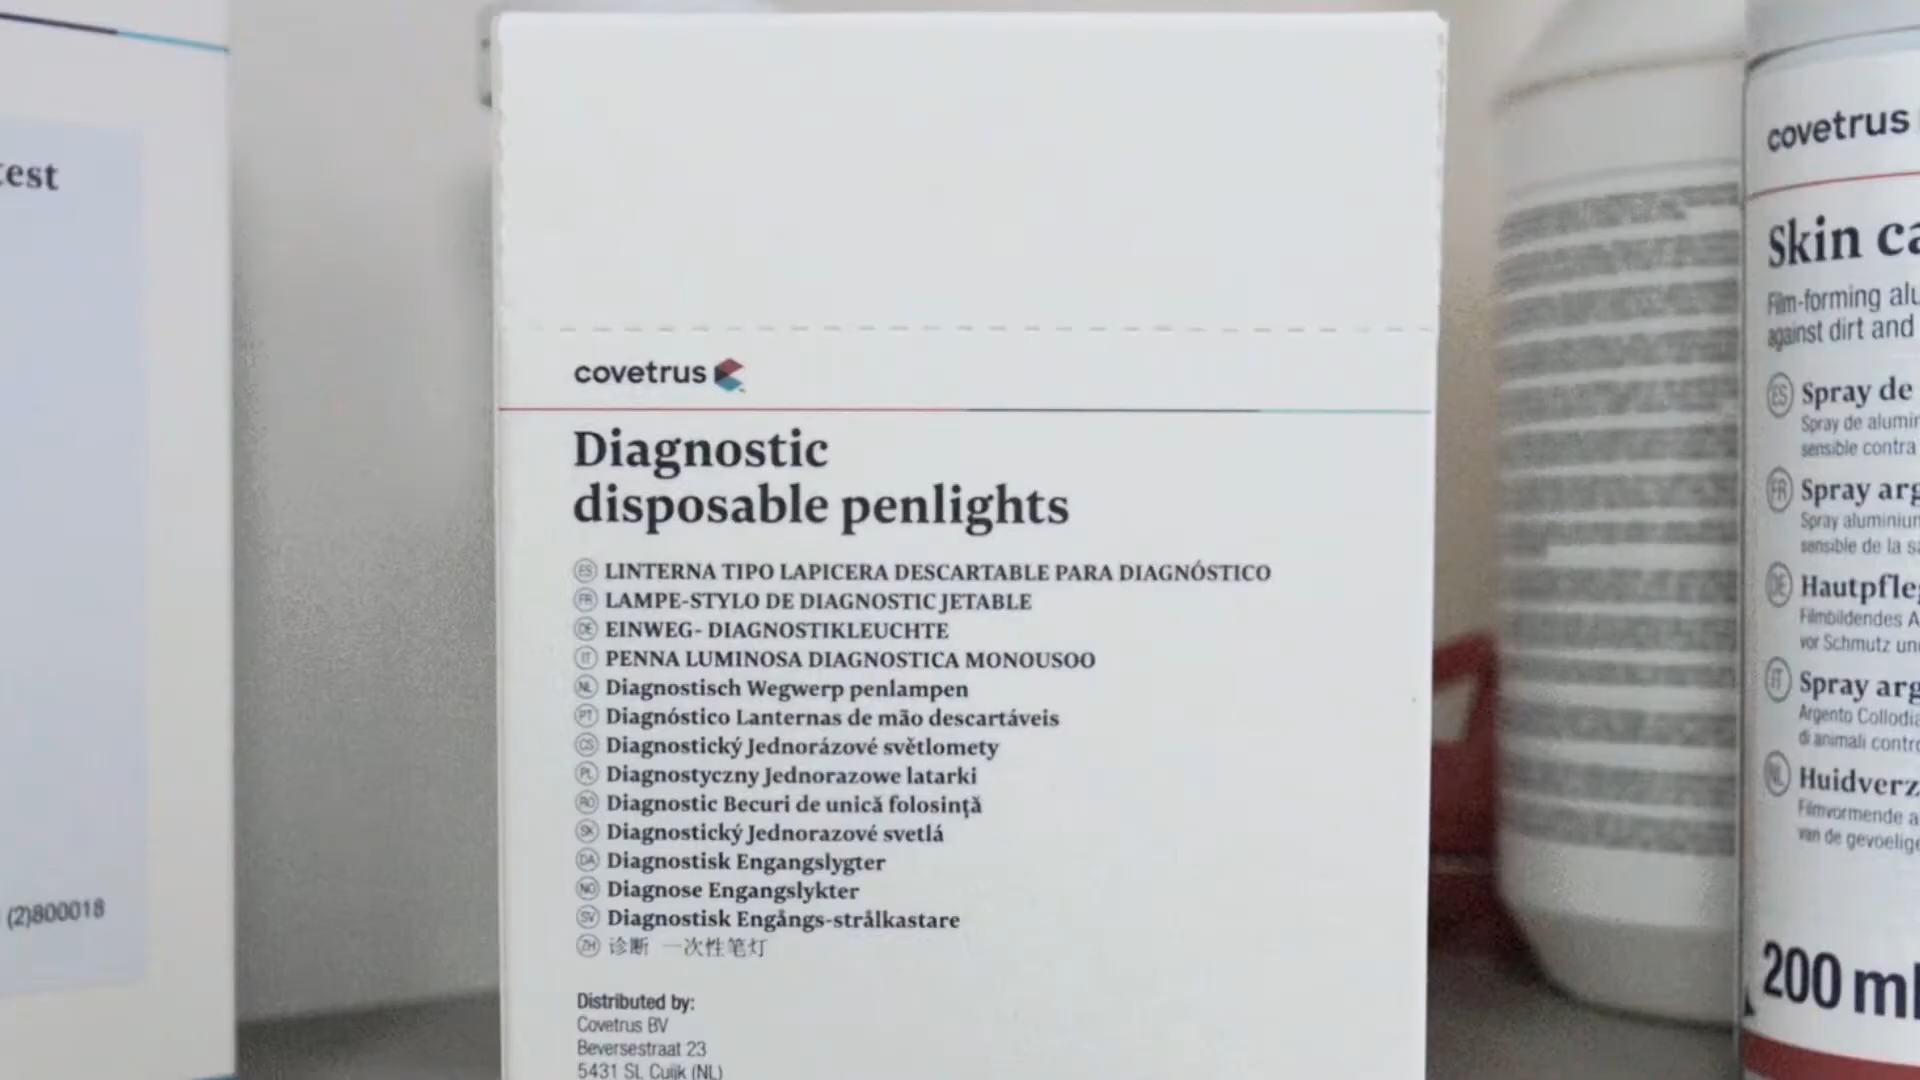 test
(2)800018
covetrus
Diagnostic
disposable penlights
ES LINTERNA TIPO LAPICERA DESCARTABLE PARA DIAGNÓSTICO
FR LAMPE-STYLO DE DIAGNOSTIC JETABLE
DE EINWEG- DIAGNOSTIKLEUCHTE
IT PENNA LUMINOSA DIAGNOSTICA MONOUSOO
NL Diagnostisch Wegwerp penlampen
PT Diagnóstico Lanternas de mão descartáveis
CS Diagnostický Jednorázové světlomety
PL Diagnostyczny Jednorazowe latarki
RO Diagnostic Becuri de unică folosinţă
SK Diagnostický Jednorazové svetlá
DA Diagnostisk Engangslygter
NO Diagnose Engangslykter
SV Diagnostisk Engångs-strålkastare
ZH 诊断 一次性笔灯
Distributed by:
Covetrus BV
Beversestraat 23
5431 SL Cuijk (NL)
covetrus
Skin ca
Film-forming alu
against dirt and
ES Spray de
Spray de alumin
sensible contra
FR Spray arg
Spray aluminium
sensible de la sa
DE Hautpfleg
Filmbildendes A
vor Schmutz un
IT Spray arg
Argento Colloida
di animali contro
NL Huidverz
Filmvormende a
van de gevoelige
200 ml